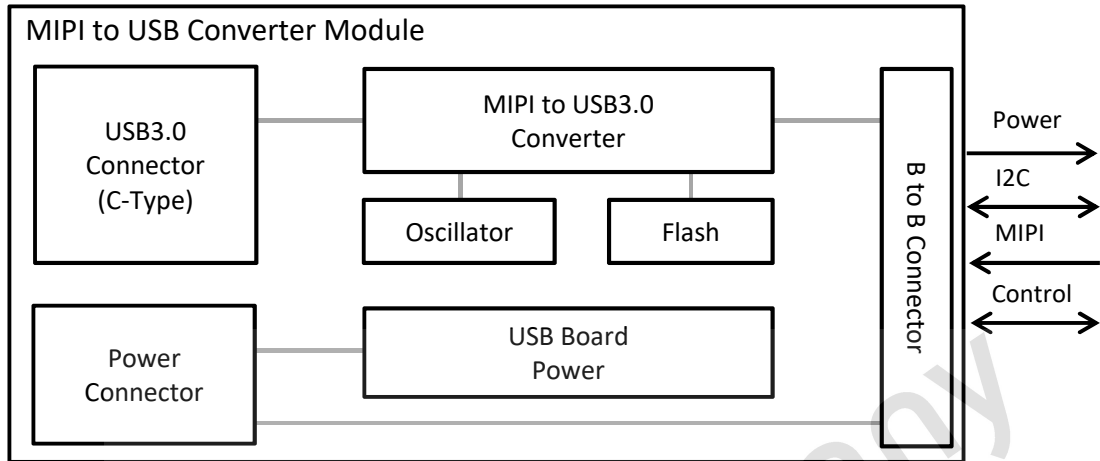 MIPI to USB Converter Module
USB3.0
Connector
(C-Type)
MIPI to USB3.0
Converter
Oscillator
Flash
B to B Connector
Power
I2C
MIPI
Control
Power
Connector
USB Board
Power
any